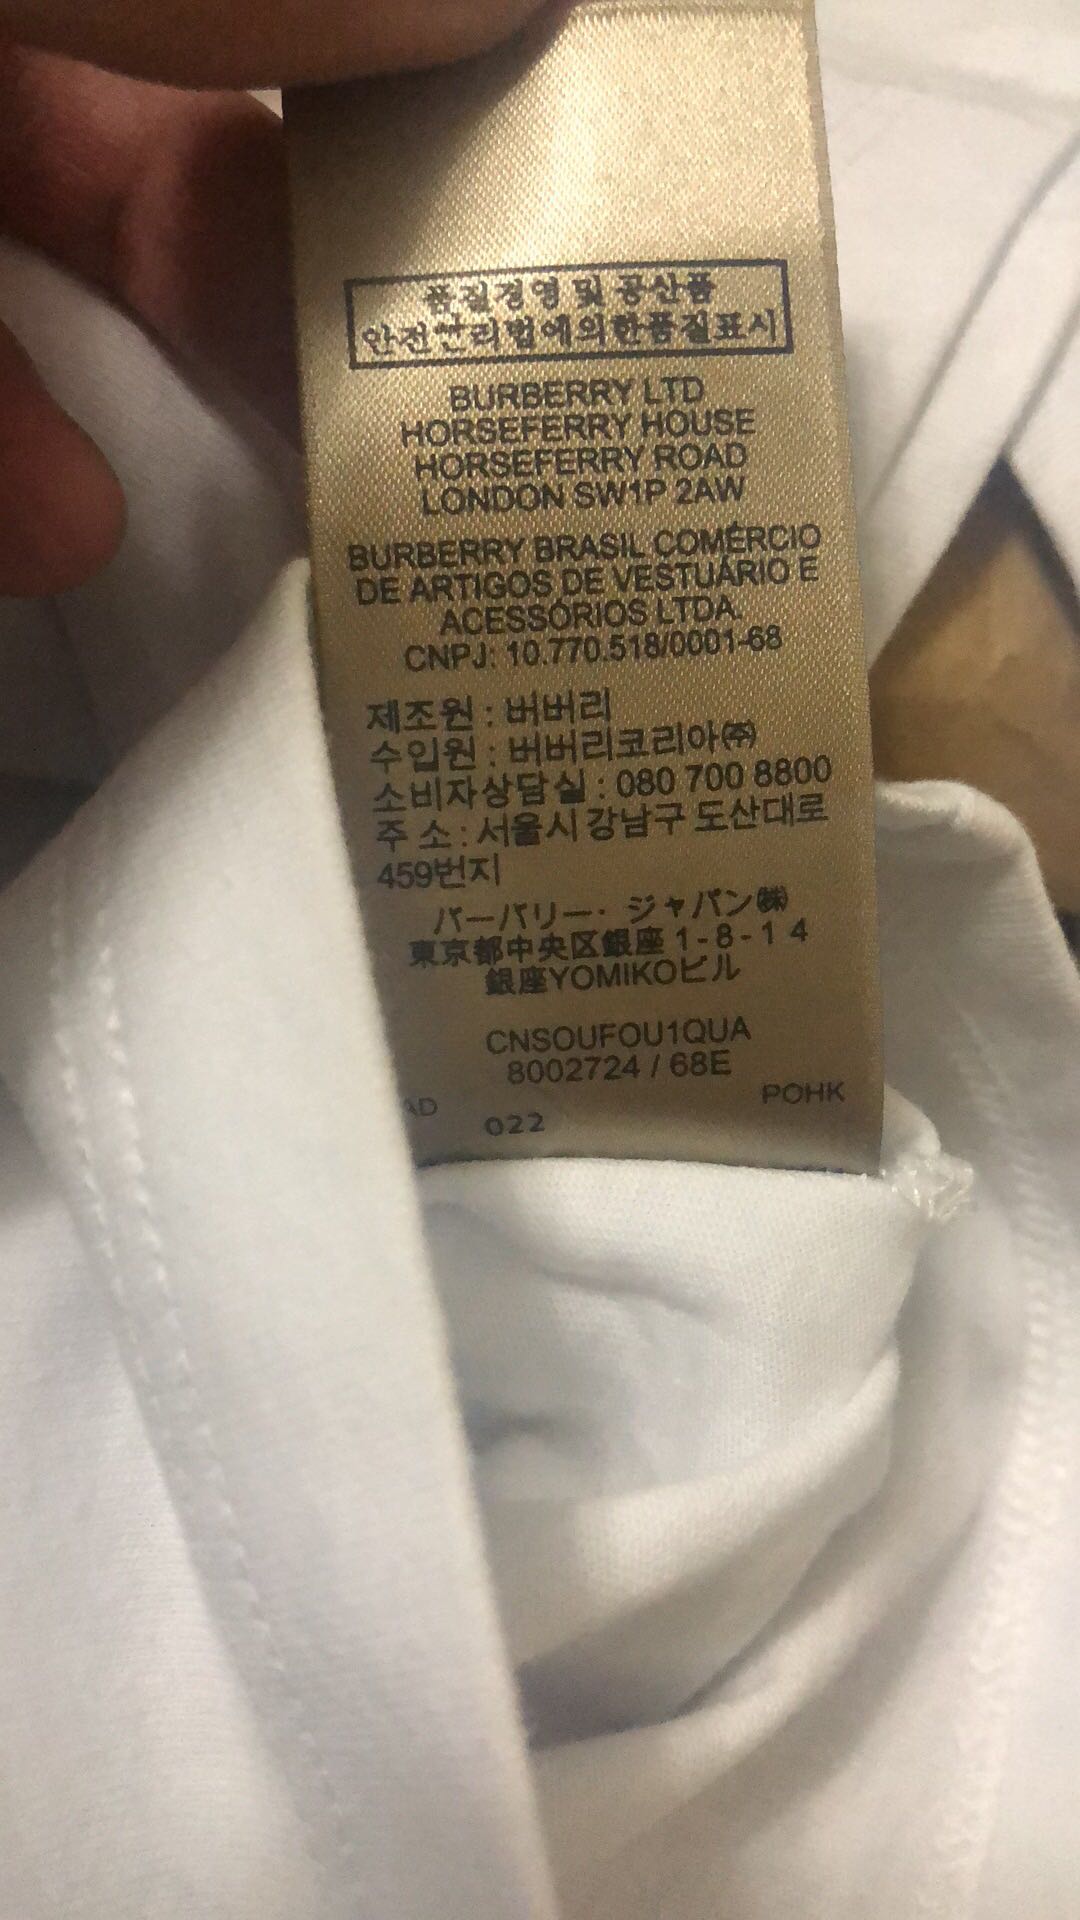 품질경영 및 공산품
안전관리법에의한품질표시
BURBERRY LTD
HORSEFERRY HOUSE
HORSEFERRY ROAD
LONDON SW1P 2AW
BURBERRY BRASIL COMÉRCIO
DE ARTIGOS DE VESTUÁRIO E
ACESSÓRIOS LTDA.
CNPJ: 10.770.518/0001-68
제조원 : 버버리
수입원 : 버버리코리아㈜
소비자상담실 : 080 700 8800
주 소 : 서울시 강남구 도산대로
459번지
バーバリー・ジャパン㈱
東京都中央区銀座 1-8-1 4
銀座YOMIKOビル
CNSOUFOU1QUA
8002724 / 68E
AD 022 POHK